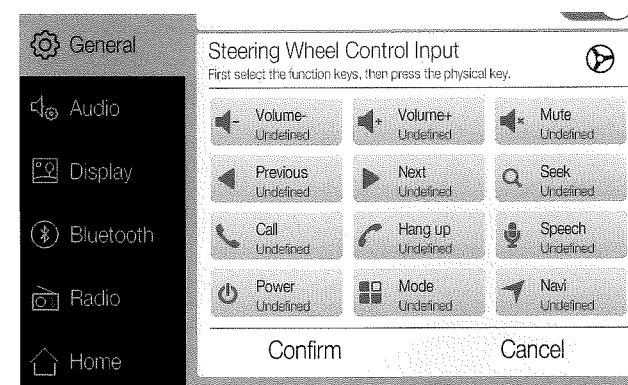 General
Audio
Display
Bluetooth
Radio
Home
Steering Wheel Control Input
First select the function keys, then press the physical key.
Volume-
Undefined
Volume+
Undefined
Mute
Undefined
Previous
Undefined
Next
Undefined
Seek
Undefined
Call
Undefined
Hang up
Undefined
Speech
Undefined
Power
Undefined
Mode
Undefined
Navi
Undefined
Confirm
Cancel